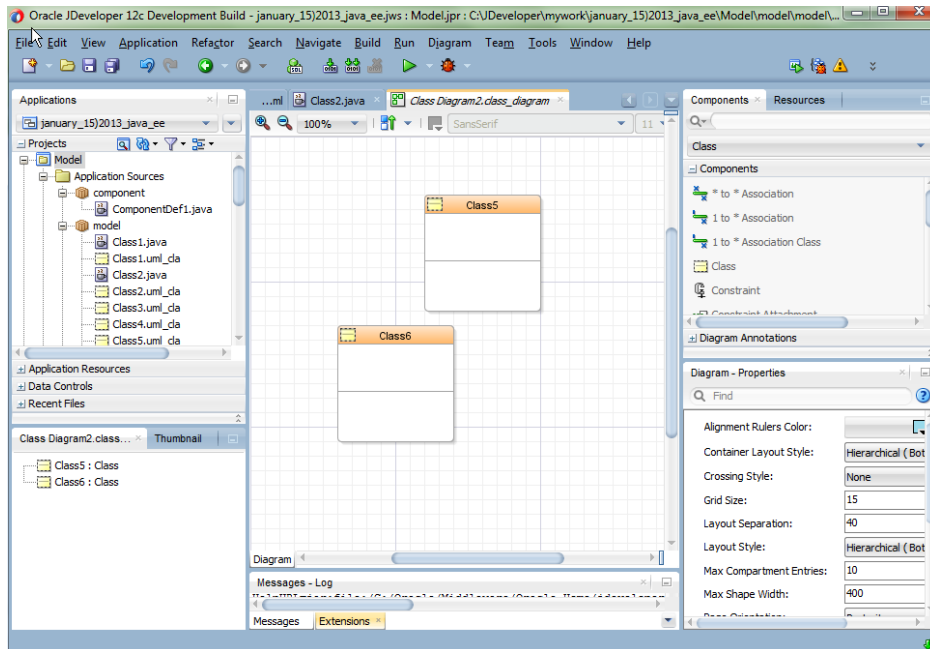 Oracle JDeveloper 12c Development Build - january_15)2013_java_ee.jws : Model.jpr : C:\JDeveloper\mywork\january_15)2013_java_ee\Model\model\model\...
File Edit View Application Refactor Search Navigate Build Run Diagram Team Tools Window Help
Applications
january_15)2013_java_ee
Projects
Model
Application Sources
component
ComponentDef1.java
model
Class1.java
Class1.uml_cla
Class2.java
Class2.uml_cla
Class3.uml_cla
Class4.uml_cla
Class5.uml_cla
Application Resources
Data Controls
Recent Files
Class Diagram2.class... Thumbnail
Class5 : Class
Class6 : Class
...ml Class2.java Class Diagram2.class_diagram
100% SansSerif 11
Class5
Class6
Diagram
Messages - Log
Messages Extensions
Components Resources
Class
Components
* to * Association
1 to * Association
1 to * Association Class
Class
Constraint
Constraint Attachment
Diagram Annotations
Diagram - Properties
Find
Alignment Rulers Color:
Container Layout Style: Hierarchical ( Bot
Crossing Style: None
Grid Size: 15
Layout Separation: 40
Layout Style: Hierarchical ( Bot
Max Compartment Entries: 10
Max Shape Width: 400
Page Orientation: